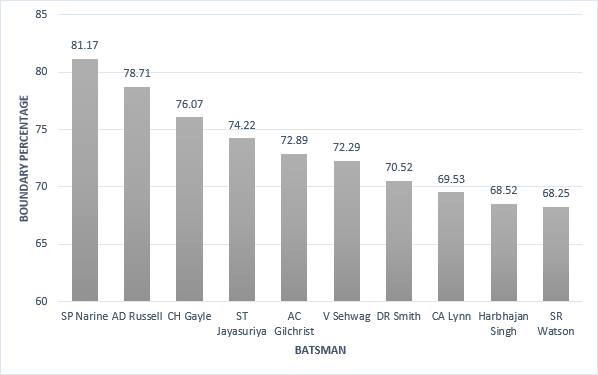 85
80
75
70
65
60
BOUNDARY PERCENTAGE
81.17
78.71
76.07
74.22
72.89
72.29
70.52
69.53
68.52
68.25
SP Narine
AD Russell
CH Gayle
ST
Jayasuriya
AC
Gilchrist
V Sehwag
DR Smith
CA Lynn
Harbhajan
Singh
SR
Watson
BATSMAN